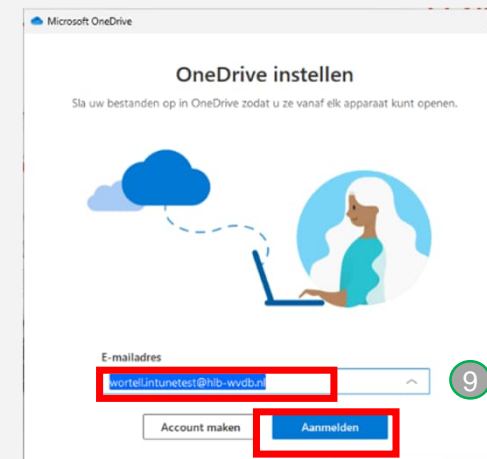 Microsoft OneDrive
OneDrive instellen
Sla uw bestanden op in OneDrive zodat u ze vanaf elk apparaat kunt openen.
E-mailadres
wortell.intunetest@hlb-wvdb.nl
9
Account maken
Aanmelden